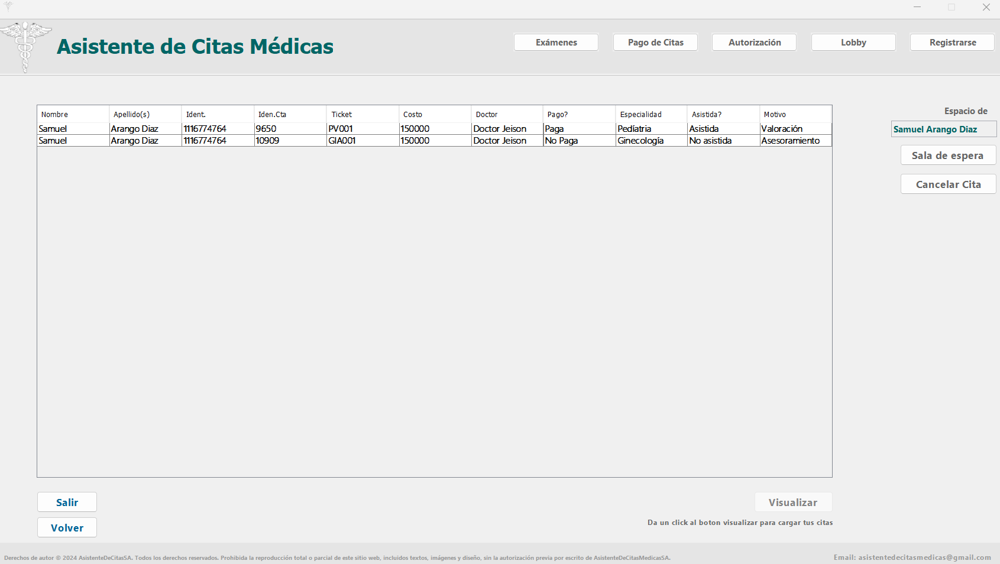 Asistente de Citas Médicas
Exámenes
Pago de Citas
Autorización
Lobby
Registrarse
Nombre Apellido(s) Ident. Iden.Cta Ticket Costo Doctor Pago? Especialidad Asistida? Motivo
Samuel Arango Diaz 1116774764 9650 PV001 150000 Doctor Jeison Paga Pedíatria Asistida Valoración
Samuel Arango Diaz 1116774764 10909 GIA001 150000 Doctor Jeison No Paga Ginecología No asistida Asesoramiento
Espacio de
Samuel Arango Diaz
Sala de espera
Cancelar Cita
Salir
Volver
Visualizar
Da un click al boton visualizar para cargar tus citas
Derechos de autor © 2024 AsistenteDeCitasSA. Todos los derechos reservados. Prohibida la reproducción total o parcial de este sitio web, incluidos textos, imágenes y diseño, sin la autorización previa por escrito de AsistenteDeCitasMedicasSA.
Email: asistentedecitasmedicas@gmail.com